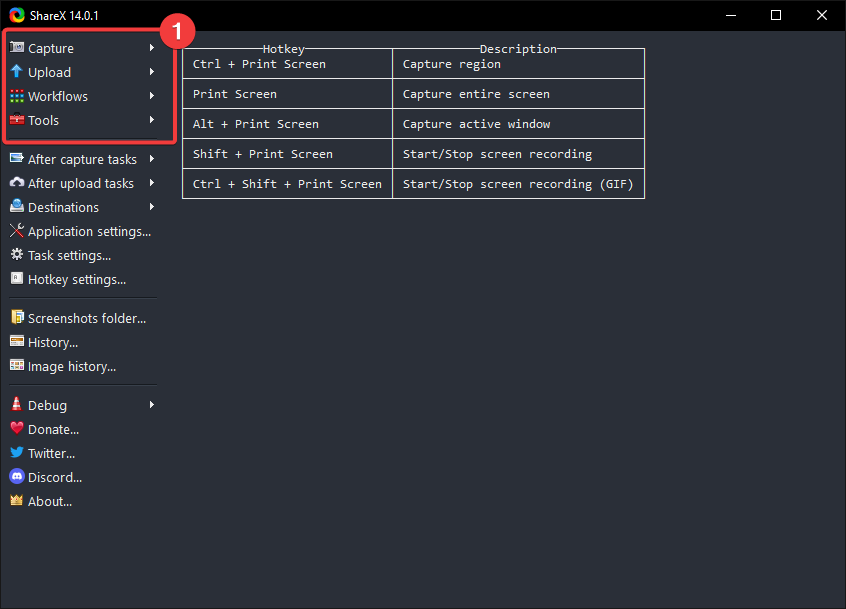 ShareX 14.0.1
1
Capture
Upload
Workflows
Tools
After capture tasks
After upload tasks
Destinations
Application settings...
Task settings...
Hotkey settings...
Screenshots folder...
History...
Image history...
Debug
Donate...
Twitter...
Discord...
About...
Hotkey Description
Ctrl + Print Screen Capture region
Print Screen Capture entire screen
Alt + Print Screen Capture active window
Shift + Print Screen Start/Stop screen recording
Ctrl + Shift + Print Screen Start/Stop screen recording (GIF)